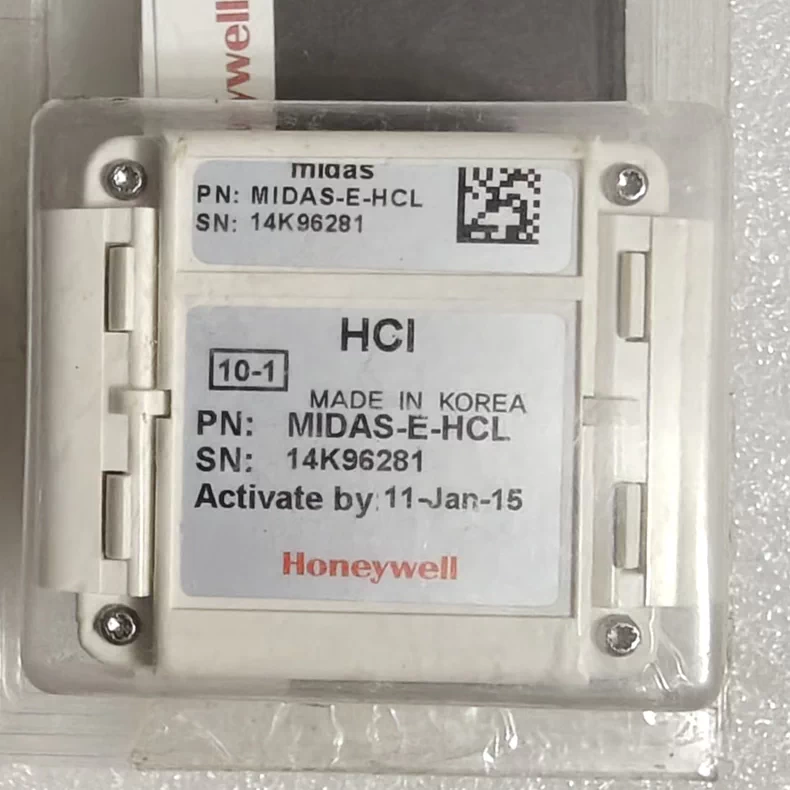 Honeywell
midas
PN: MIDAS-E-HCL
SN: 14K96281
HCl
10-1
MADE IN KOREA
PN: MIDAS-E-HCL
SN: 14K96281
Activate by: 11-Jan-15
Honeywell